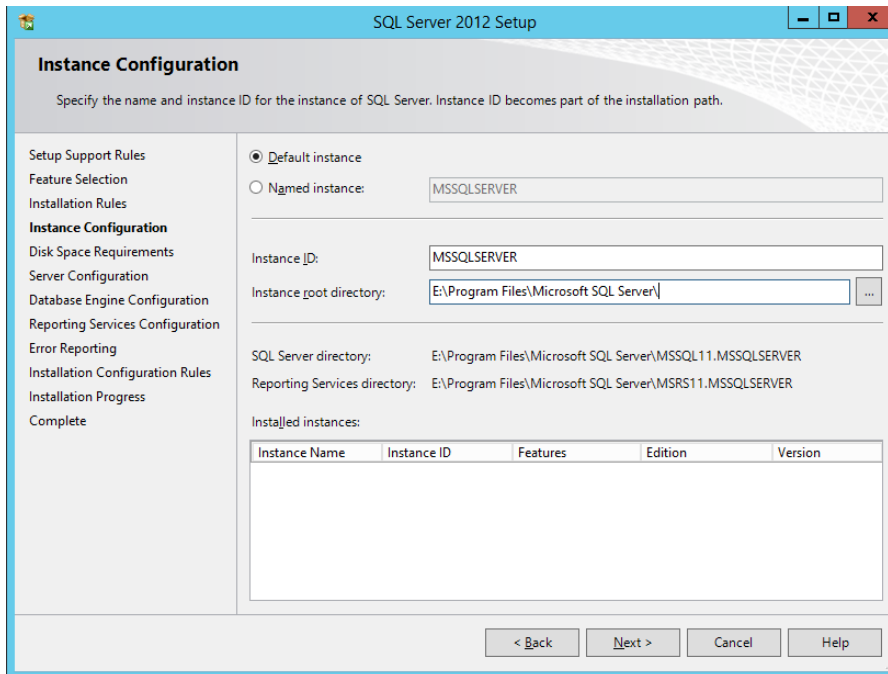 SQL Server 2012 Setup
Instance Configuration
Specify the name and instance ID for the instance of SQL Server. Instance ID becomes part of the installation path.
Setup Support Rules
Feature Selection
Installation Rules
Instance Configuration
Disk Space Requirements
Server Configuration
Database Engine Configuration
Reporting Services Configuration
Error Reporting
Installation Configuration Rules
Installation Progress
Complete
Default instance
Named instance: MSSQLSERVER
Instance ID: MSSQLSERVER
Instance root directory: E:\Program Files\Microsoft SQL Server\ ...
SQL Server directory: E:\Program Files\Microsoft SQL Server\MSSQL11.MSSQLSERVER
Reporting Services directory: E:\Program Files\Microsoft SQL Server\MSRS11.MSSQLSERVER
Installed instances:
Instance Name Instance ID Features Edition Version
< Back Next > Cancel Help